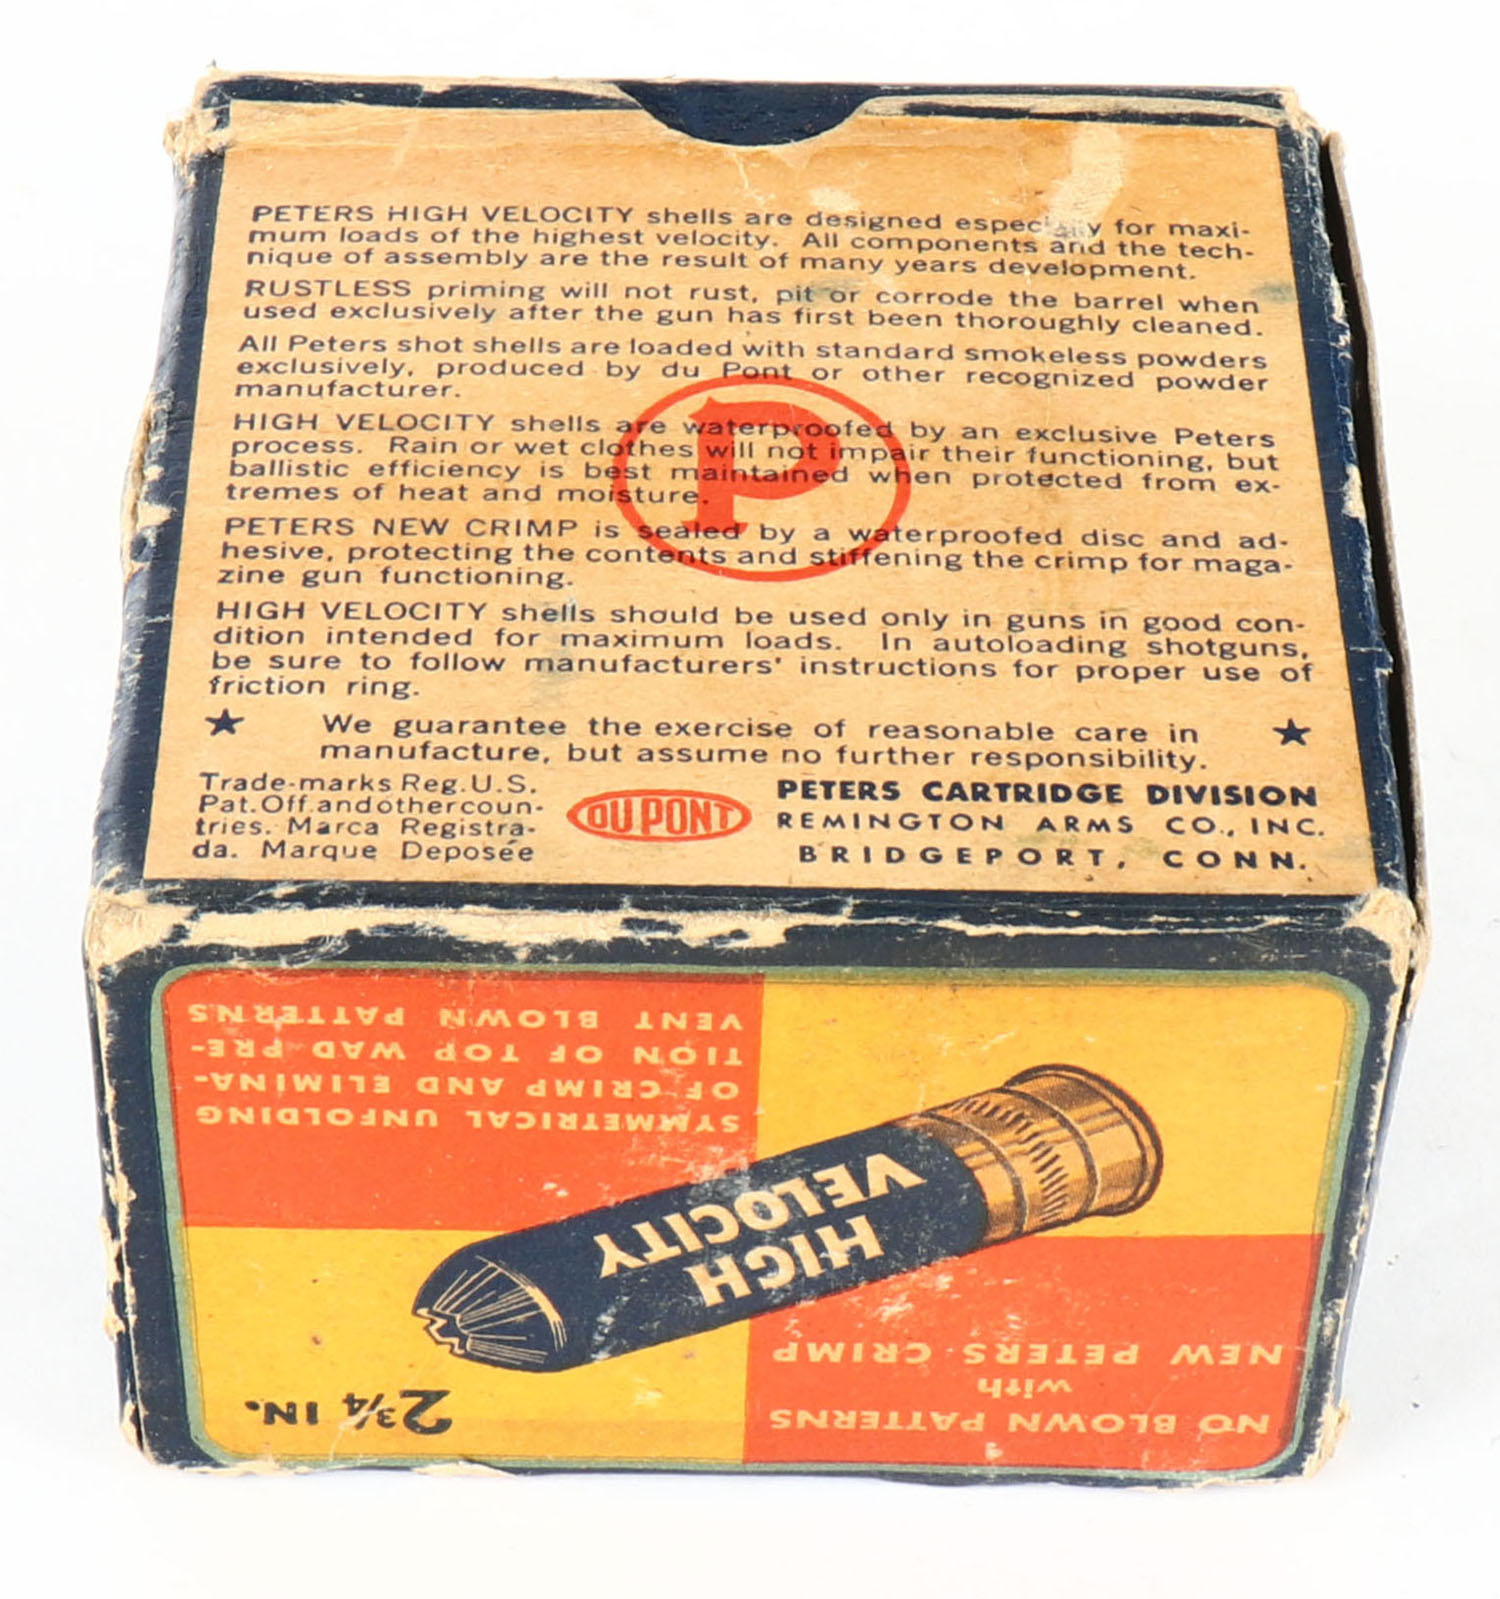 PETERS HIGH VELOCITY shells are designed especially for maxi-
mum loads of the highest velocity. All components and the tech-
nique of assembly are the result of many years development.
RUSTLESS priming will not rust, pit or corrode the barrel when
used exclusively after the gun has first been thoroughly cleaned.
All Peters shot shells are loaded with standard smokeless powders
exclusively, produced by du Pont or other recognized powder
manufacturer.
HIGH VELOCITY shells are waterproofed by an exclusive Peters
process. Rain or wet clothes will not impair their functioning, but
ballistic efficiency is best maintained when protected from ex-
tremes of heat and moisture.
P
PETERS NEW CRIMP is sealed by a waterproofed disc and ad-
hesive, protecting the contents and stiffening the crimp for maga-
zine gun functioning.
HIGH VELOCITY shells should be used only in guns in good con-
dition intended for maximum loads. In autoloading shotguns,
be sure to follow manufacturers' instructions for proper use of
friction ring.
★ We guarantee the exercise of reasonable care in ★
manufacture, but assume no further responsibility.
Trade-marks Reg. U.S.
Pat. Off. and other coun-
tries. Marca Registra-
da. Marque Deposée
DU PONT
PETERS CARTRIDGE DIVISION
REMINGTON ARMS CO., INC.
BRIDGEPORT, CONN.
NO BLOWN PATTERNS
with
NEW PETERS CRIMP
2¾ IN.
HIGH
VELOCITY
SYMMETRICAL UNFOLDING
OF CRIMP AND ELIMINA-
TION OF TOP WAD PRE-
VENT BLOWN PATTERNS